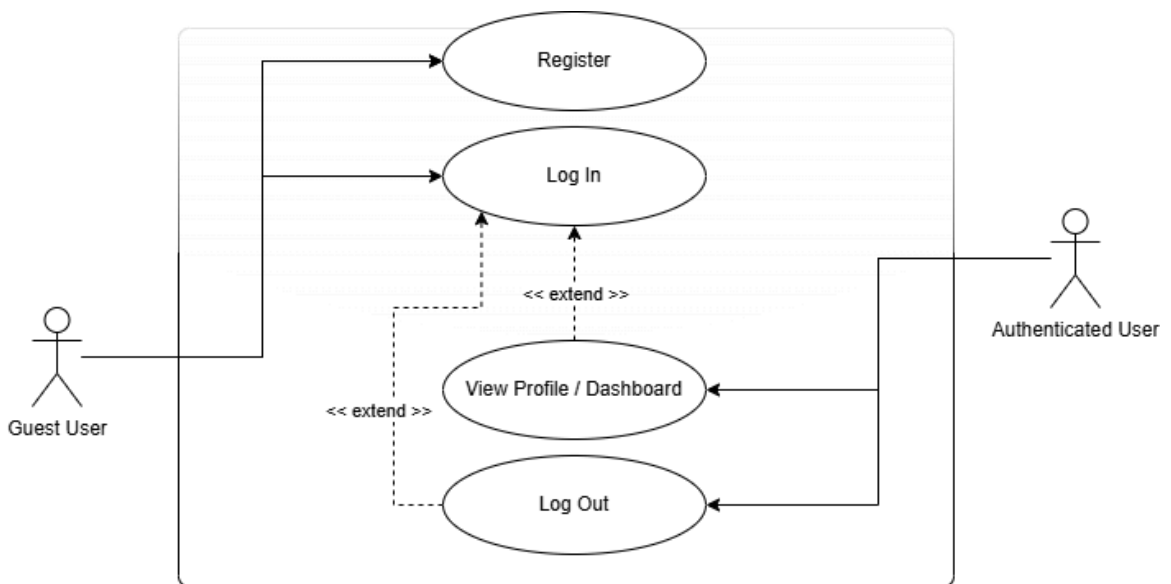 Register
Log In
<< extend >>
Authenticated User
View Profile / Dashboard
<< extend >>
Guest User
Log Out